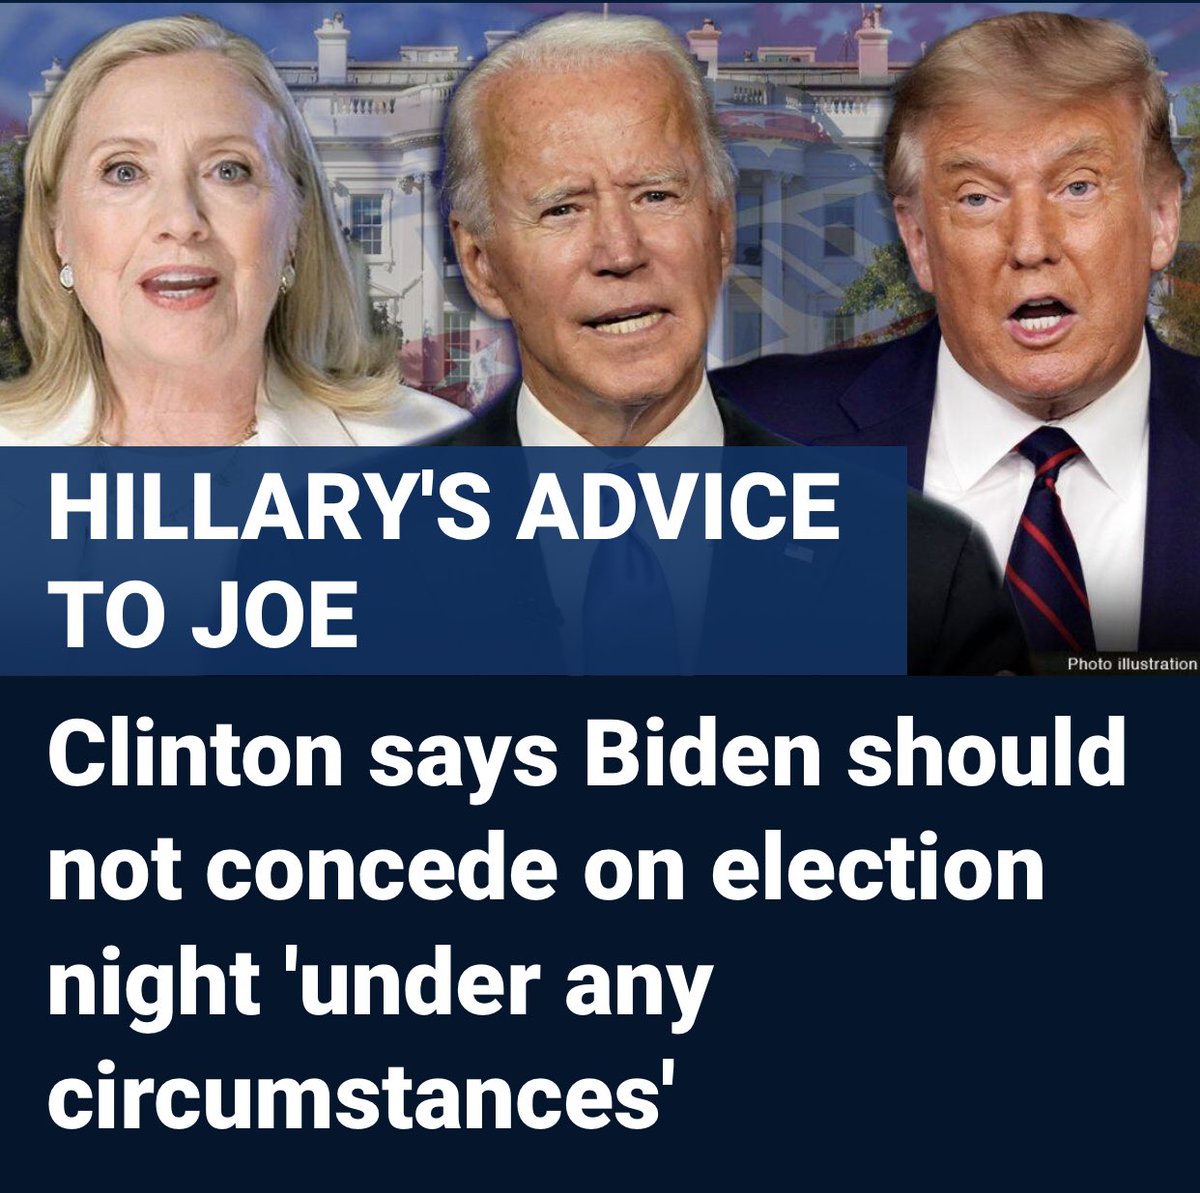 HILLARY'S ADVICE
TO JOE
Photo illustration
Clinton says Biden should
not concede on election
night 'under any
circumstances'